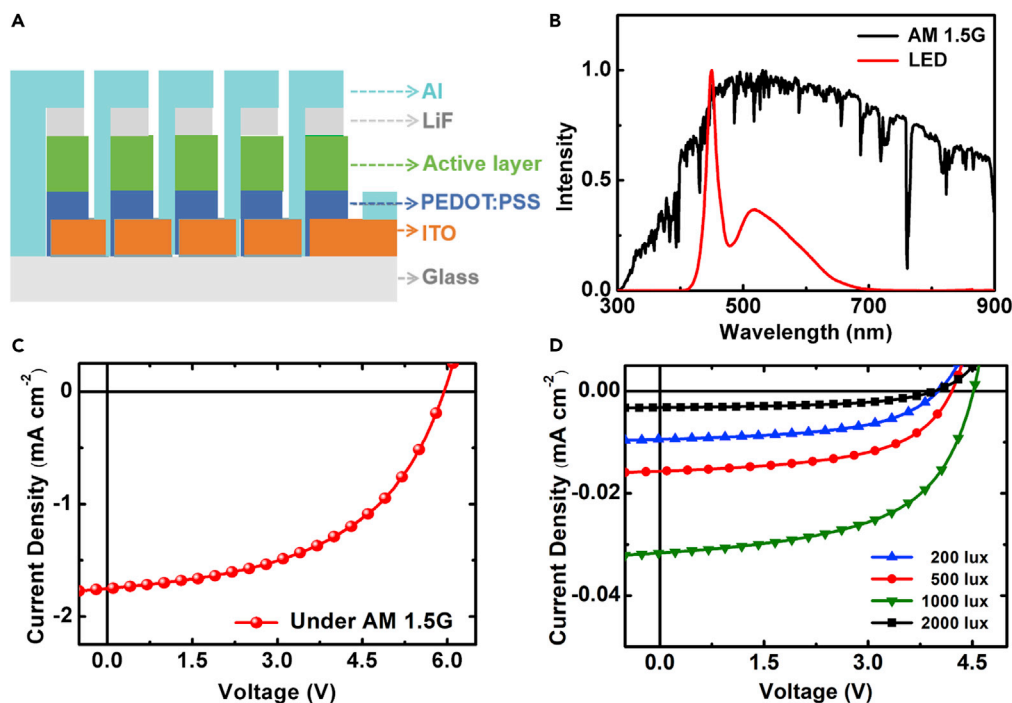 A
Al
LiF
Active layer
PEDOT:PSS
ITO
Glass
B
AM 1.5G
LED
1.0
0.5
0.0
Intensity
300 500 700 900
Wavelength (nm)
C
0
-1
-2
Current Density (mA cm-2)
Under AM 1.5G
0.0 1.5 3.0 4.5 6.0
Voltage (V)
D
0.00
-0.02
-0.04
Current Density (mA cm-2)
200 lux
500 lux
1000 lux
2000 lux
0.0 1.5 3.0 4.5
Voltage (V)